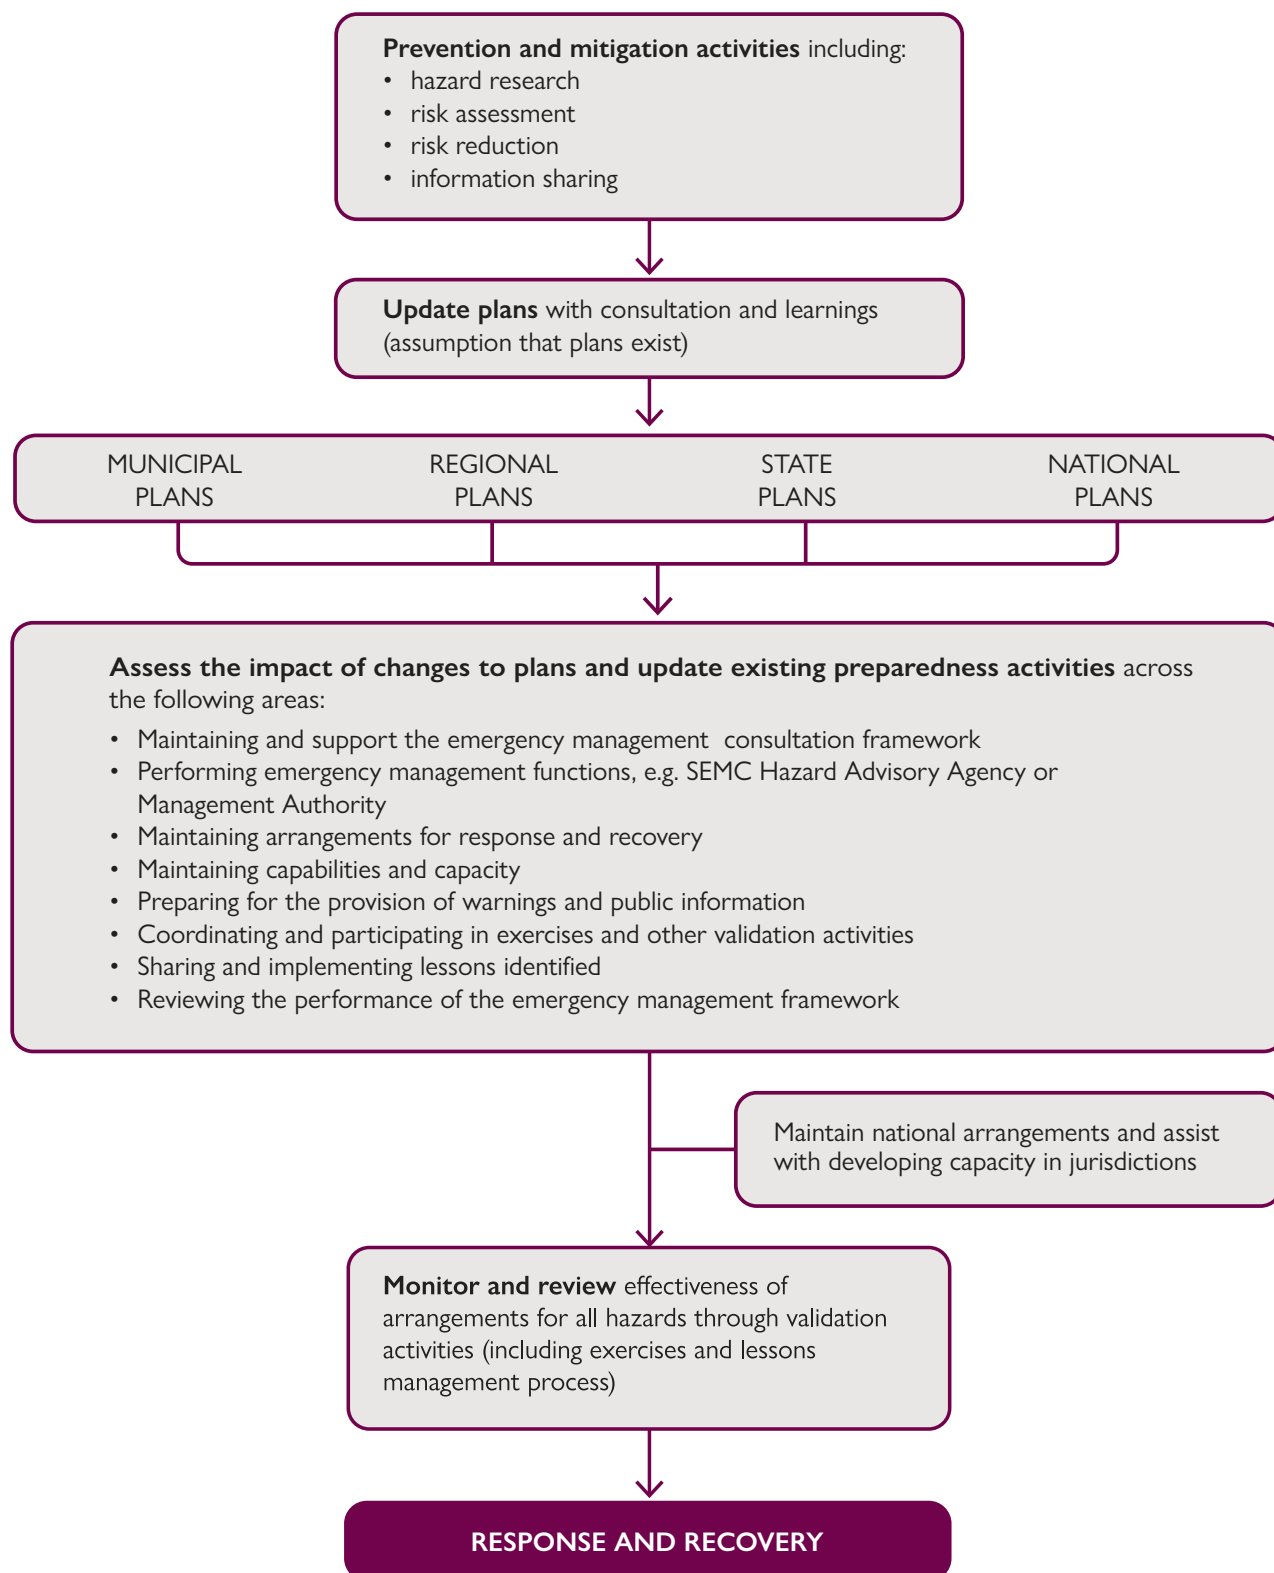 Prevention and mitigation activities including:
• hazard research
• risk assessment
• risk reduction
• information sharing
Update plans with consultation and learnings
(assumption that plans exist)
MUNICIPAL
PLANS
REGIONAL
PLANS
STATE
PLANS
NATIONAL
PLANS
Assess the impact of changes to plans and update existing preparedness activities across
the following areas:
• Maintaining and support the emergency management consultation framework
• Performing emergency management functions, e.g. SEMC Hazard Advisory Agency or
Management Authority
• Maintaining arrangements for response and recovery
• Maintaining capabilities and capacity
• Preparing for the provision of warnings and public information
• Coordinating and participating in exercises and other validation activities
• Sharing and implementing lessons identified
• Reviewing the performance of the emergency management framework
Maintain national arrangements and assist
with developing capacity in jurisdictions
Monitor and review effectiveness of
arrangements for all hazards through validation
activities (including exercises and lessons
management process)
RESPONSE AND RECOVERY